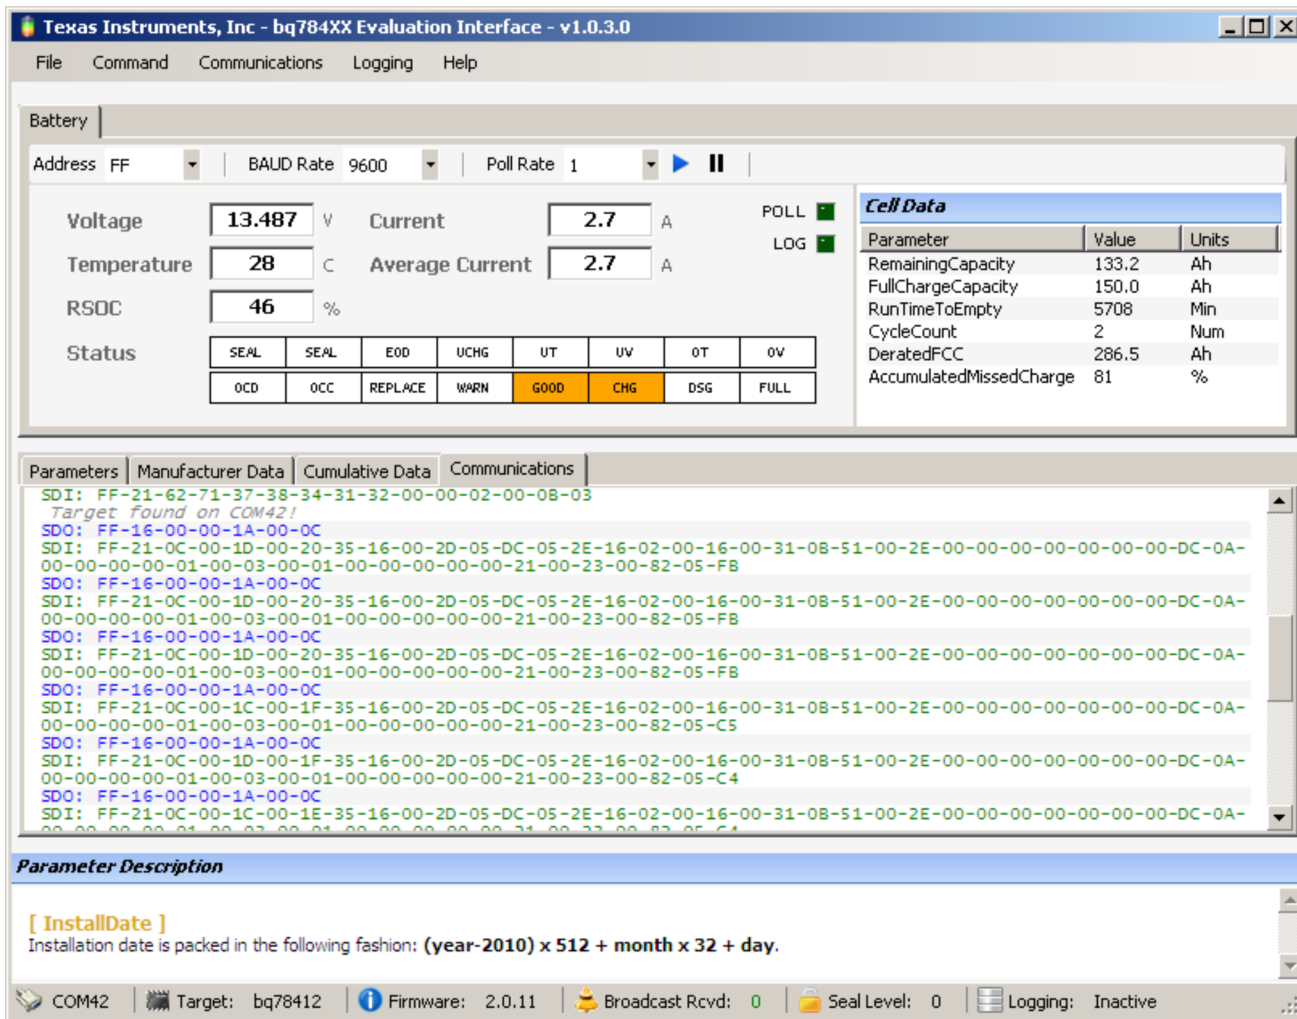 Texas Instruments, Inc - bq784XX Evaluation Interface - v1.0.3.0
File Command Communications Logging Help
Battery
Address FF BAUD Rate 9600 Poll Rate 1
Voltage 13.487 V Current 2.7 A POLL
LOG
Temperature 28 C Average Current 2.7 A
RSOC 46 %
Status SEAL SEAL EOD UCHG UT UV OT OV
OCD OCC REPLACE WARN GOOD CHG DSG FULL
Cell Data
Parameter Value Units
RemainingCapacity 133.2 Ah
FullChargeCapacity 150.0 Ah
RunTimeToEmpty 5708 Min
CycleCount 2 Num
DeratedFCC 286.5 Ah
AccumulatedMissedCharge 81 %
Parameters Manufacturer Data Cumulative Data Communications
SDI: FF-21-62-71-37-38-34-31-32-00-00-02-00-0B-03
Target found on COM42!
SDO: FF-16-00-00-1A-00-0C
SDI: FF-21-0C-00-1D-00-20-35-16-00-2D-05-DC-05-2E-16-02-00-16-00-31-0B-51-00-2E-00-00-00-00-00-00-00-DC-0A-
00-00-00-00-01-00-03-00-01-00-00-00-00-00-21-00-23-00-82-05-FB
SDO: FF-16-00-00-1A-00-0C
SDI: FF-21-0C-00-1D-00-20-35-16-00-2D-05-DC-05-2E-16-02-00-16-00-31-0B-51-00-2E-00-00-00-00-00-00-00-DC-0A-
00-00-00-00-01-00-03-00-01-00-00-00-00-00-21-00-23-00-82-05-FB
SDO: FF-16-00-00-1A-00-0C
SDI: FF-21-0C-00-1D-00-20-35-16-00-2D-05-DC-05-2E-16-02-00-16-00-31-0B-51-00-2E-00-00-00-00-00-00-00-DC-0A-
00-00-00-00-01-00-03-00-01-00-00-00-00-00-21-00-23-00-82-05-FB
SDO: FF-16-00-00-1A-00-0C
SDI: FF-21-0C-00-1C-00-1F-35-16-00-2D-05-DC-05-2E-16-02-00-16-00-31-0B-51-00-2E-00-00-00-00-00-00-00-DC-0A-
00-00-00-00-01-00-03-00-01-00-00-00-00-00-21-00-23-00-82-05-C5
SDO: FF-16-00-00-1A-00-0C
SDI: FF-21-0C-00-1D-00-1F-35-16-00-2D-05-DC-05-2E-16-02-00-16-00-31-0B-51-00-2E-00-00-00-00-00-00-00-DC-0A-
00-00-00-00-01-00-03-00-01-00-00-00-00-00-21-00-23-00-82-05-C4
SDO: FF-16-00-00-1A-00-0C
SDI: FF-21-0C-00-1C-00-1E-35-16-00-2D-05-DC-05-2E-16-02-00-16-00-31-0B-51-00-2E-00-00-00-00-00-00-00-DC-0A-
Parameter Description
[ InstallDate ]
Installation date is packed in the following fashion: (year-2010) x 512 + month x 32 + day.
COM42 Target: bq78412 Firmware: 2.0.11 Broadcast Rcvd: 0 Seal Level: 0 Logging: Inactive